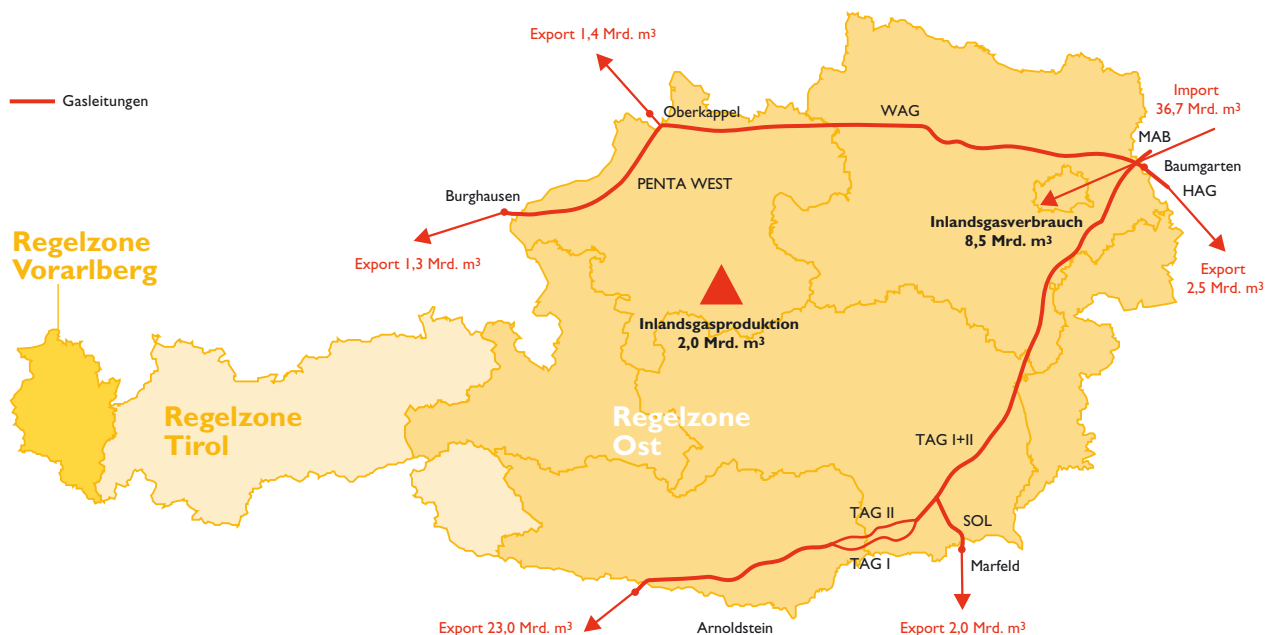 Export 1,4 Mrd. m³
Gasleitungen
Oberkappel
WAG
Import
36,7 Mrd. m³
MAB
Baumgarten
HAG
PENTA WEST
Burghausen
Inlandsgasverbrauch
8,5 Mrd. m³
Regelzone
Vorarlberg
Export 1,3 Mrd. m³
Export
2,5 Mrd. m³
Inlandsgasproduktion
2,0 Mrd. m³
Regelzone
Tirol
Regelzone
Ost
TAG I+II
TAG II
SOL
TAG I
Marfeld
Export 23,0 Mrd. m³
Arnoldstein
Export 2,0 Mrd. m³